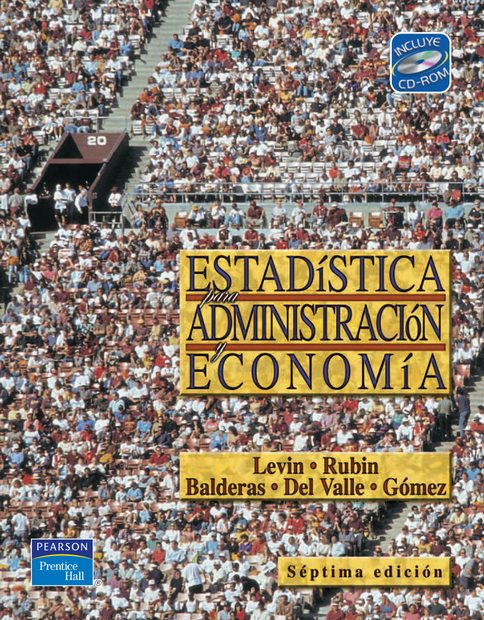 INCLUYE
CD-ROM
20
ESTADíSTICA
para
ADMINISTRACIóN
y
ECONOMíA
Levin · Rubin
Balderas · Del Valle · Gómez
PEARSON
Prentice
Hall
®
Séptima edición